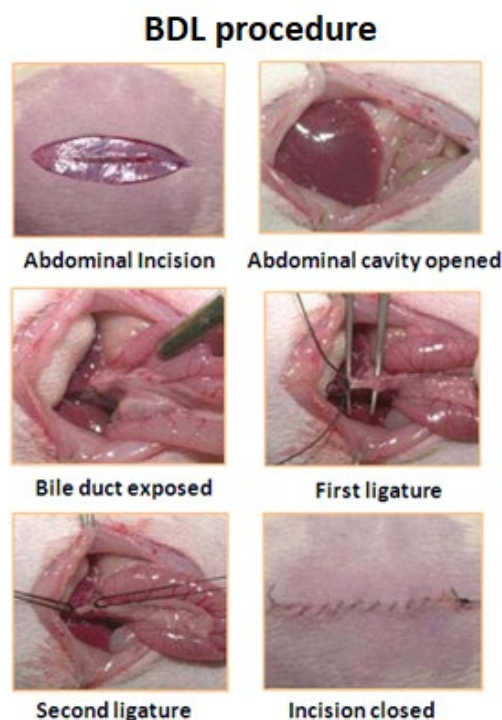 BDL procedure
Abdominal Incision
Abdominal cavity opened
Bile duct exposed
First ligature
Second ligature
Incision closed